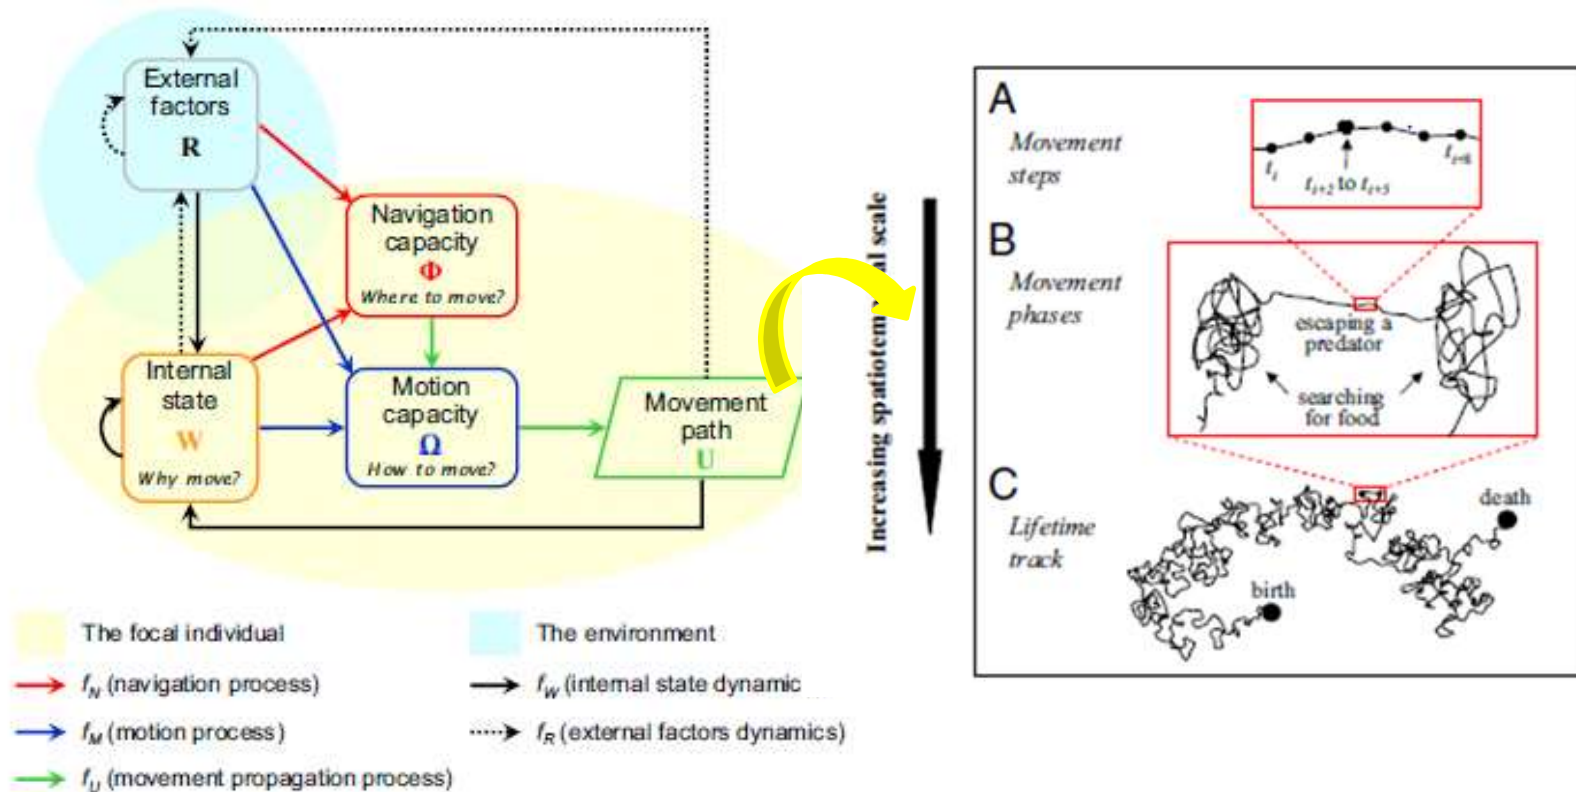 External
factors
R
Navigation
capacity
Φ
Where to move?
Internal
state
W
Why move?
Motion
capacity
Ω
How to move?
Movement
path
U
The focal individual
The environment
f_N (navigation process)
f_W (internal state dynamic
f_M (motion process)
f_R (external factors dynamics)
f_U (movement propagation process)
Increasing spatiotem al scale
A
Movement
steps
t_i
t_{i+2} to t_{i+5}
t_{i+8}
B
Movement
phases
escaping a
predator
searching
for food
C
Lifetime
track
birth
death